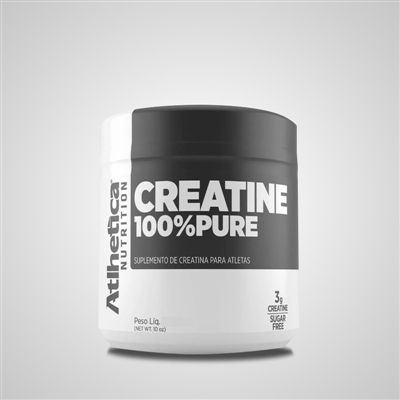 Atlhetica
NUTRITION
CREATINE
100%PURE
SUPLEMENTO DE CREATINA PARA ATLETAS
3g
CREATINE
SUGAR
FREE
Peso Líq.
(NET WT. 10 oz)